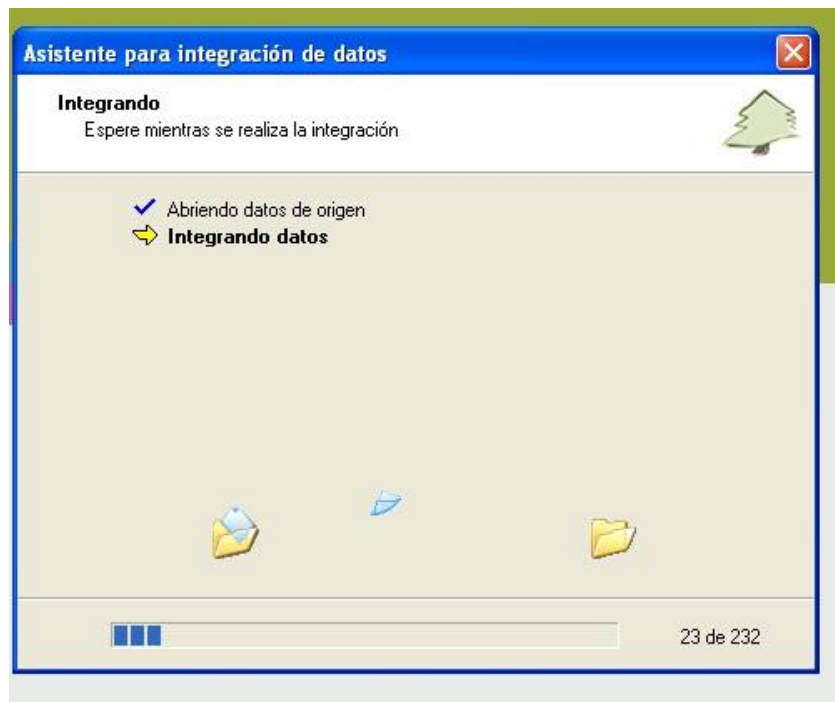 Asistente para integración de datos
Integrando
Espere mientras se realiza la integración
Abriendo datos de origen
Integrando datos
23 de 232